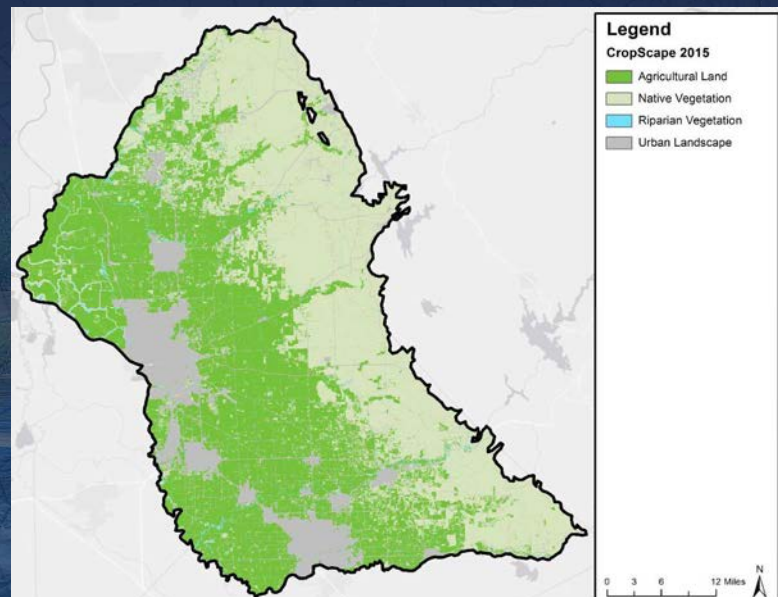 Legend
CropScape 2015
Agricultural Land
Native Vegetation
Riparian Vegetation
Urban Landscape
N
0 3 6 12 Miles